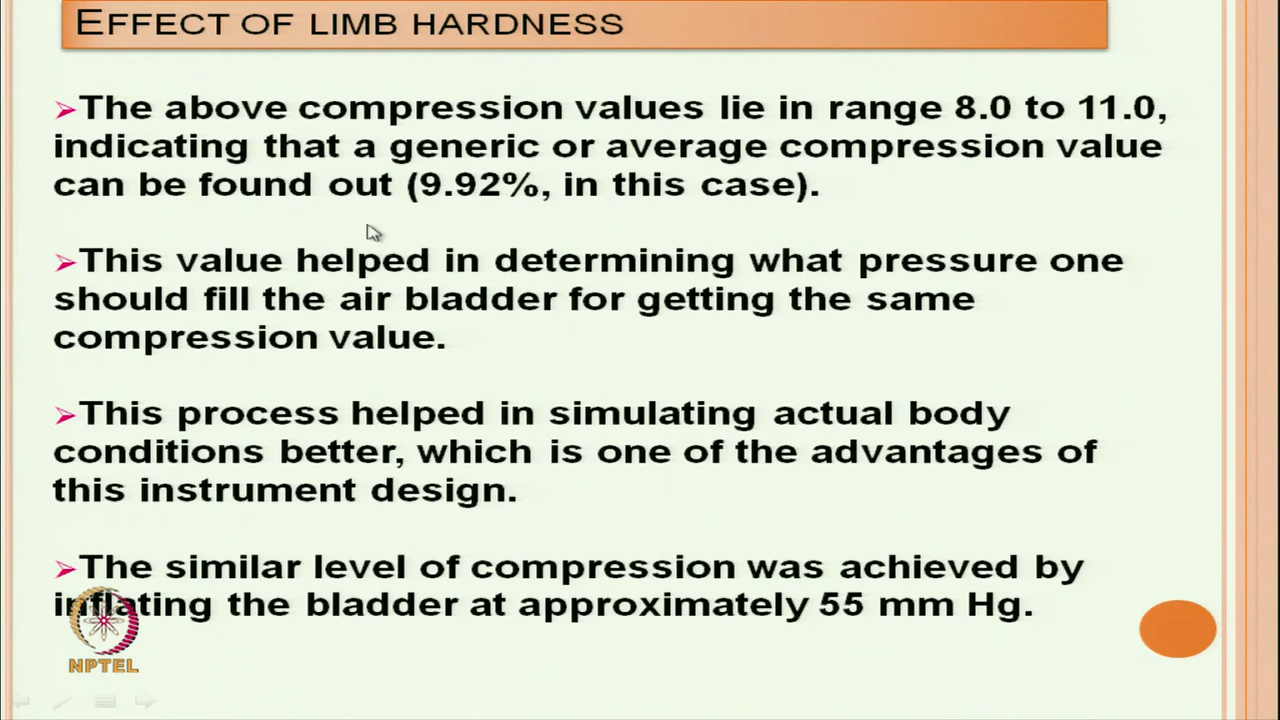 EFFECT OF LIMB HARDNESS
➢The above compression values lie in range 8.0 to 11.0,
indicating that a generic or average compression value
can be found out (9.92%, in this case).
➢This value helped in determining what pressure one
should fill the air bladder for getting the same
compression value.
➢This process helped in simulating actual body
conditions better, which is one of the advantages of
this instrument design.
➢The similar level of compression was achieved by
inflating the bladder at approximately 55 mm Hg.
NPTEL